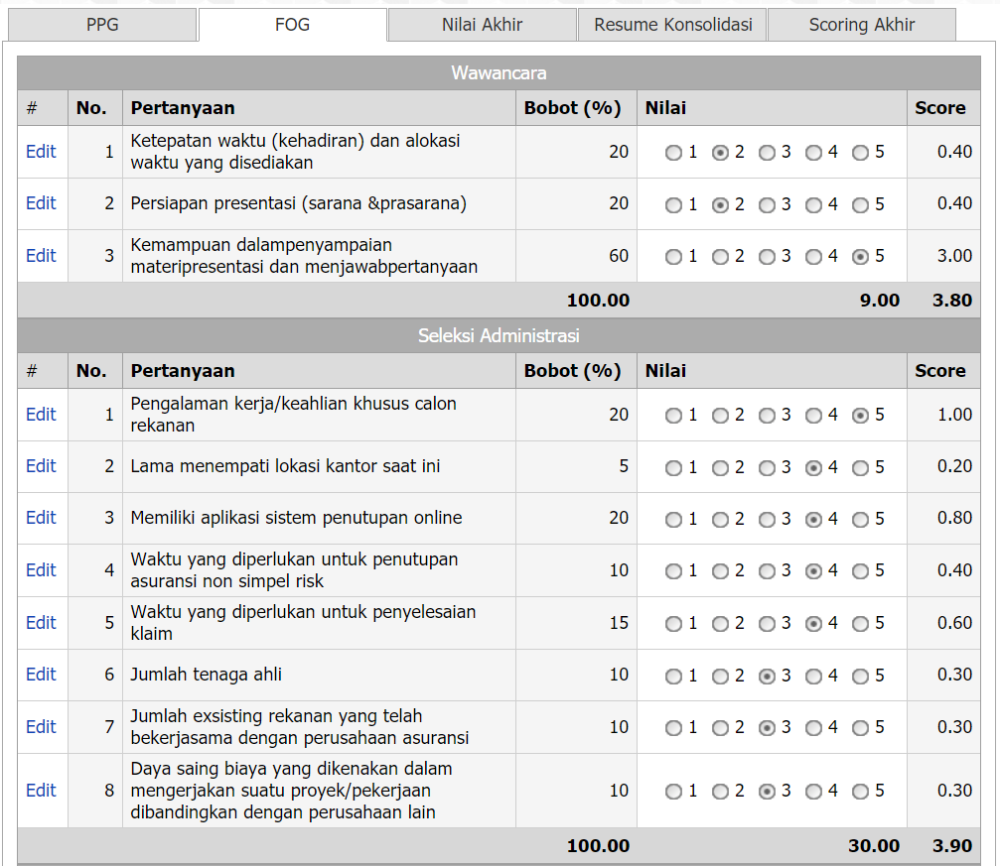 PPG FOG Nilai Akhir Resume Konsolidasi Scoring Akhir
Wawancara
# No. Pertanyaan Bobot (%) Nilai Score
Edit 1 Ketepatan waktu (kehadiran) dan alokasi
waktu yang disediakan 20 1 2 3 4 5 0.40
Edit 2 Persiapan presentasi (sarana &prasarana) 20 1 2 3 4 5 0.40
Edit 3 Kemampuan dalampenyampaian
materipresentasi dan menjawabpertanyaan 60 1 2 3 4 5 3.00
100.00 9.00 3.80
Seleksi Administrasi
# No. Pertanyaan Bobot (%) Nilai Score
Edit 1 Pengalaman kerja/keahlian khusus calon
rekanan 20 1 2 3 4 5 1.00
Edit 2 Lama menempati lokasi kantor saat ini 5 1 2 3 4 5 0.20
Edit 3 Memiliki aplikasi sistem penutupan online 20 1 2 3 4 5 0.80
Edit 4 Waktu yang diperlukan untuk penutupan
asuransi non simpel risk 10 1 2 3 4 5 0.40
Edit 5 Waktu yang diperlukan untuk penyelesaian
klaim 15 1 2 3 4 5 0.60
Edit 6 Jumlah tenaga ahli 10 1 2 3 4 5 0.30
Edit 7 Jumlah exsisting rekanan yang telah
bekerjasama dengan perusahaan asuransi 10 1 2 3 4 5 0.30
Edit 8 Daya saing biaya yang dikenakan dalam
mengerjakan suatu proyek/pekerjaan
dibandingkan dengan perusahaan lain 10 1 2 3 4 5 0.30
100.00 30.00 3.90